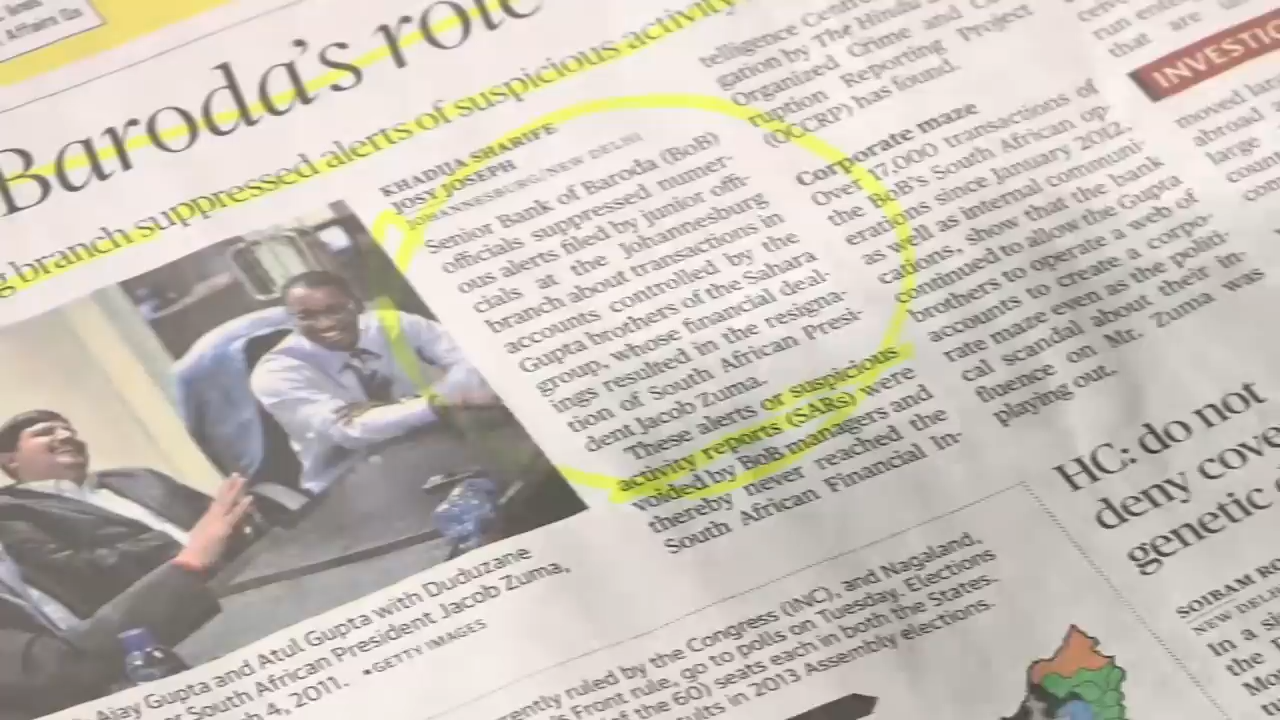 Affairs Go
Baroda's role
branch suppressed alerts of suspicious activity
KHADIJA SHARIFE
JOSY JOSEPH
JOHANNESBURG/NEW DELHI
Senior Bank of Baroda (BoB)
officials suppressed numer-
ous alerts filed by junior offi-
cials at the Johannesburg
branch about transactions in
accounts controlled by the
Gupta brothers of the Sahara
group, whose financial deal-
ings resulted in the resigna-
tion of South African Presi-
dent Jacob Zuma.
These alerts or suspicious
activity reports (SARs) were
voided by BoB managers and
thereby never reached the
South African Financial In-
telligence Cent
gation by The Hindu
Organized Crime and
ruption Reporting Project
(OCCRP) has found.
Corporate maze
Over 17,000 transactions of
the BoB's South African op-
erations since January 2012,
as well as internal communi-
cations, show that the bank
continued to allow the Gupta
brothers to operate a web of
accounts to create a corpo-
rate maze even as the politi-
cal scandal about their in-
fluence on Mr. Zuma was
playing out.
run
that are
INVESTIG
moved
abroad
large
Ajay Gupta and Atul Gupta with Duduzane
South African President Jacob Zuma,
4, 2011. •GETTY IMAGES
ently ruled by the Congress (INC), and Nagaland,
Front rule, go to polls on Tuesday. Elections
of the 60) seats each in both the States.
sults in 2013 Assembly elections.
HC: do not
deny cove
genetic
SOIBAM RO
NEW DEL
In a si
the